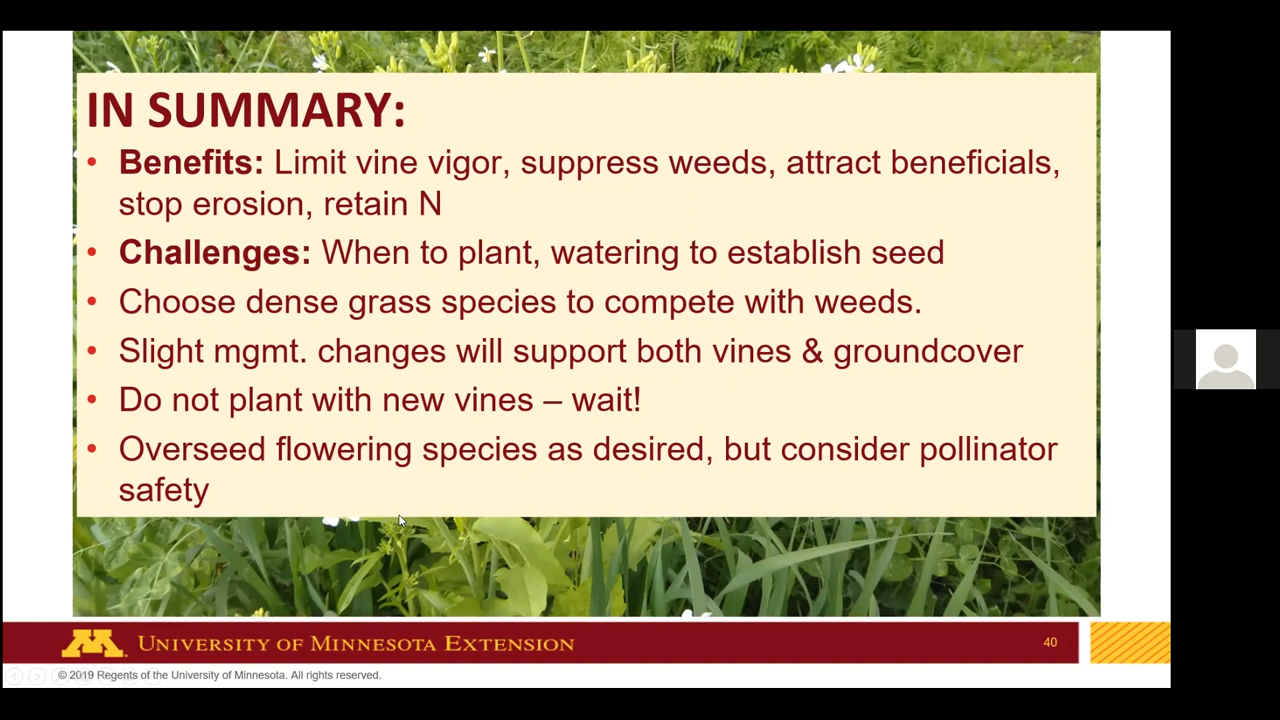 IN SUMMARY:
• Benefits: Limit vine vigor, suppress weeds, attract beneficials,
stop erosion, retain N
• Challenges: When to plant, watering to establish seed
• Choose dense grass species to compete with weeds.
• Slight mgmt. changes will support both vines & groundcover
• Do not plant with new vines – wait!
• Overseed flowering species as desired, but consider pollinator
safety
M UNIVERSITY OF MINNESOTA EXTENSION
40
© 2019 Regents of the University of Minnesota. All rights reserved.